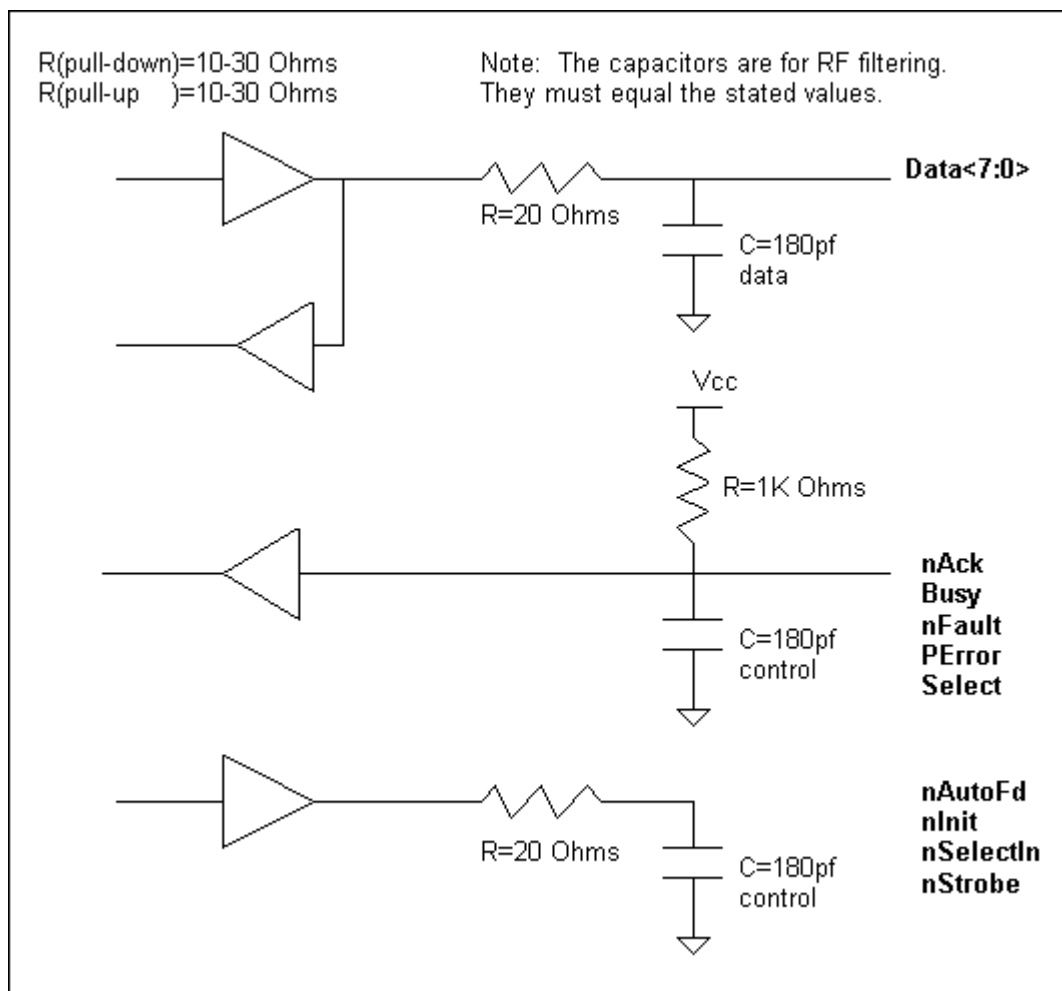 R(pull-down)=10-30 Ohms
R(pull-up )=10-30 Ohms
Note: The capacitors are for RF filtering.
They must equal the stated values.
Data<7:0>
R=20 Ohms
C=180pf
data
Vcc
R=1K Ohms
nAck
Busy
nFault
PError
Select
C=180pf
control
nAutoFd
nInit
nSelectIn
nStrobe
R=20 Ohms
C=180pf
control